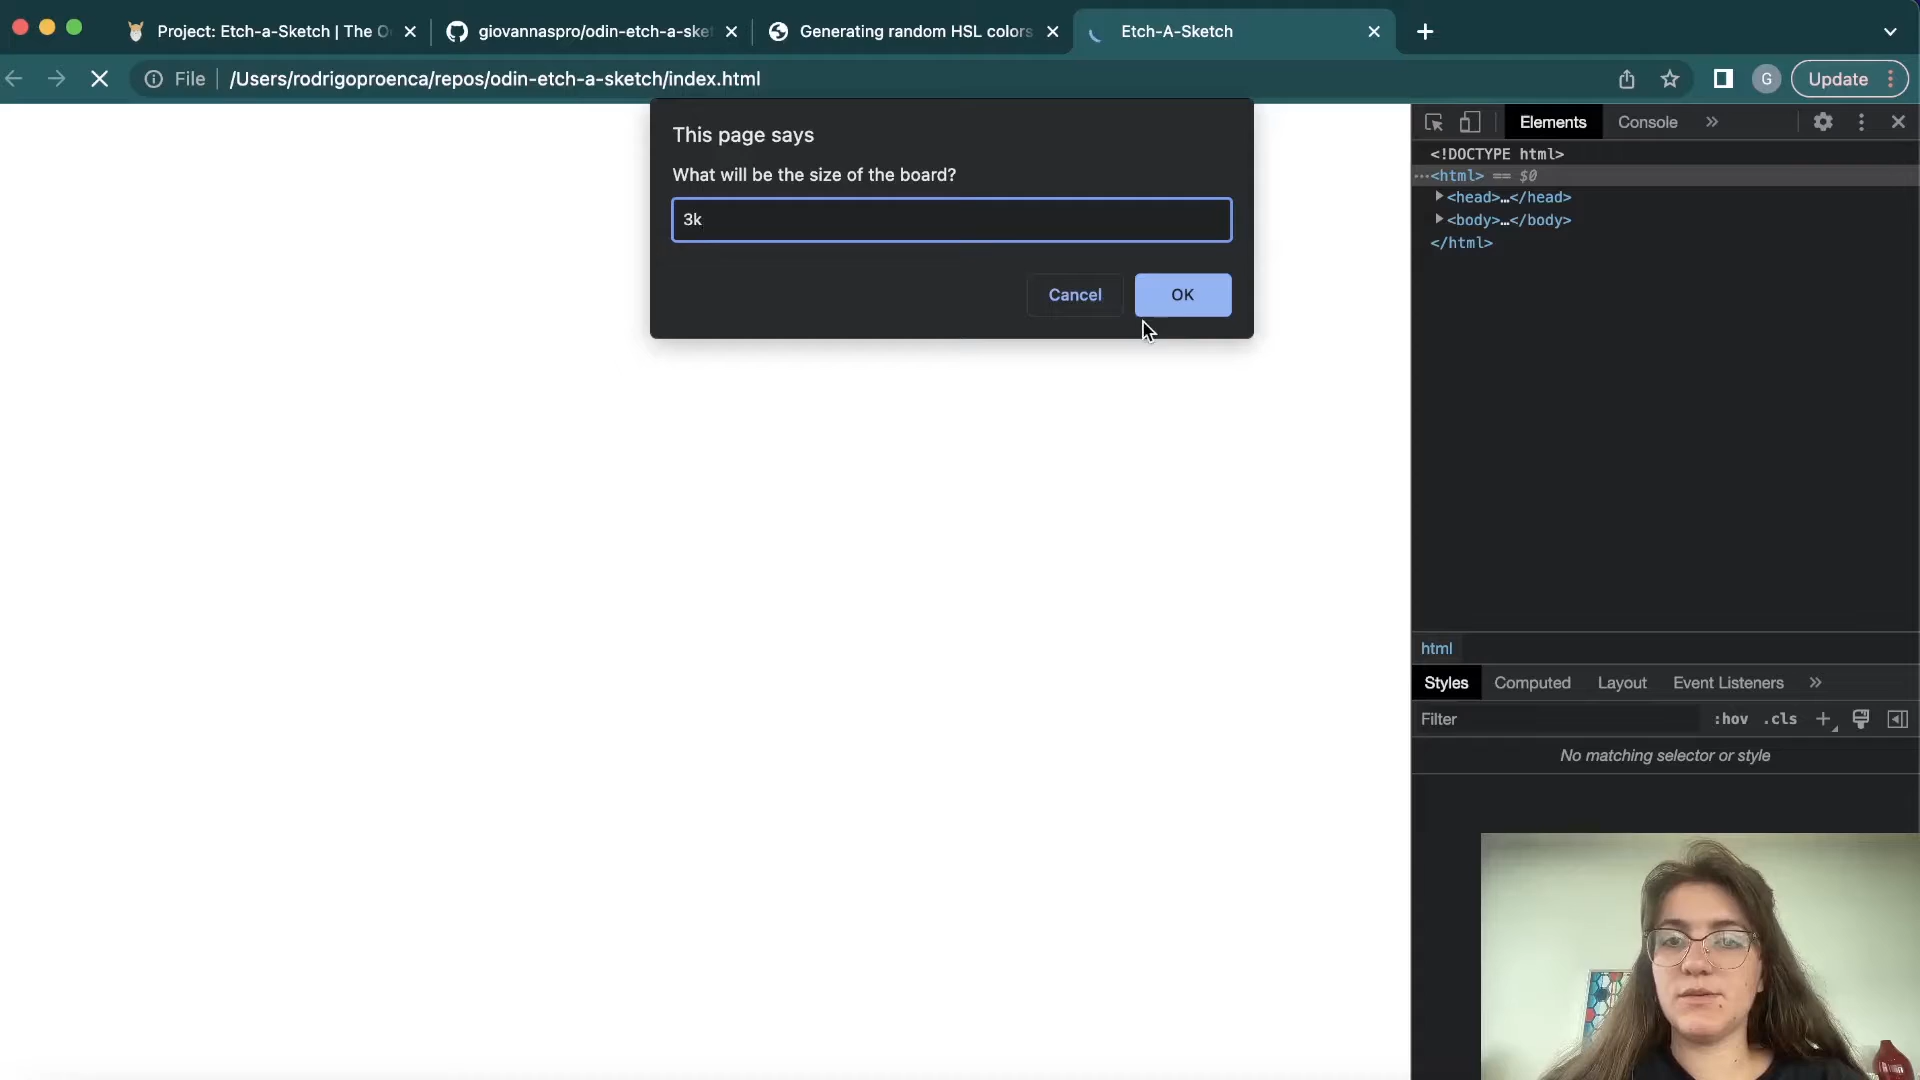 Project: Etch-a-Sketch | The O
giovannaspro/odin-etch-a-sket
Generating random HSL colors
Etch-A-Sketch
File
/Users/rodrigoproenca/repos/odin-etch-a-sketch/index.html
G
Update
This page says
What will be the size of the board?
3k
Cancel
OK
Elements
Console
<!DOCTYPE html>
<html> == $0
<head>…</head>
<body>…</body>
</html>
html
Styles
Computed
Layout
Event Listeners
Filter
:hov
.cls
No matching selector or style